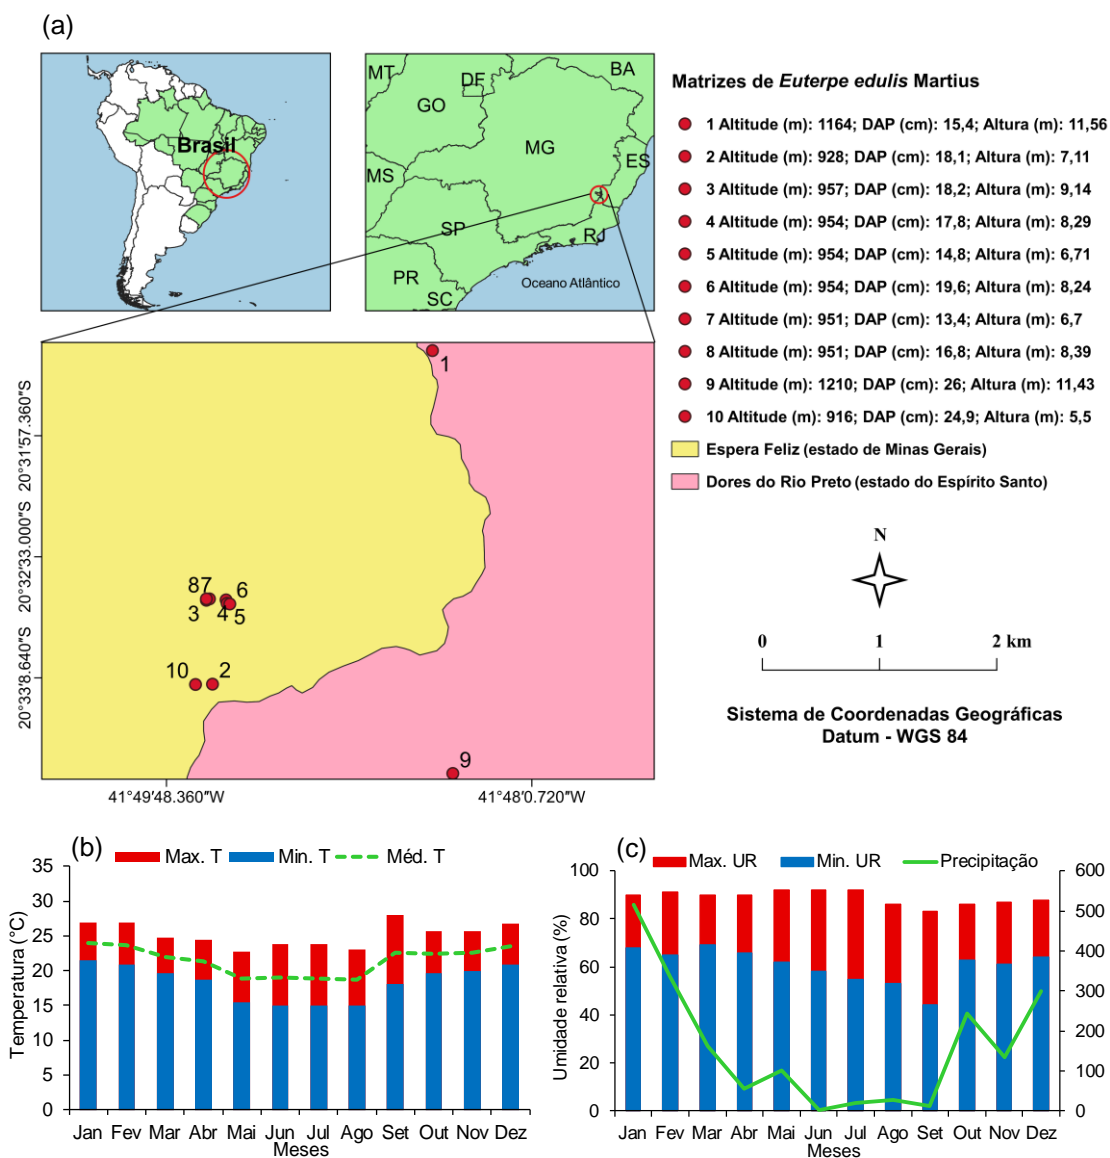 (a)
Brasil
MT
DF
BA
GO
MG
ES
MS
SP
RJ
PR
SC
Oceano Atlântico
Matrizes de Euterpe edulis Martius
1 Altitude (m): 1164; DAP (cm): 15,4; Altura (m): 11,56
2 Altitude (m): 928; DAP (cm): 18,1; Altura (m): 7,11
3 Altitude (m): 957; DAP (cm): 18,2; Altura (m): 9,14
4 Altitude (m): 954; DAP (cm): 17,8; Altura (m): 8,29
5 Altitude (m): 954; DAP (cm): 14,8; Altura (m): 6,71
6 Altitude (m): 954; DAP (cm): 19,6; Altura (m): 8,24
7 Altitude (m): 951; DAP (cm): 13,4; Altura (m): 6,7
8 Altitude (m): 951; DAP (cm): 16,8; Altura (m): 8,39
9 Altitude (m): 1210; DAP (cm): 26; Altura (m): 11,43
10 Altitude (m): 916; DAP (cm): 24,9; Altura (m): 5,5
Espera Feliz (estado de Minas Gerais)
Dores do Rio Preto (estado do Espírito Santo)
N
0 1 2 km
Sistema de Coordenadas Geográficas
Datum - WGS 84
1
87
6
3
4
5
10
2
9
20°31′57.360″S
20°32′33.000″S
20°33′8.640″S
41°49′48.360″W
41°48′0.720″W
(b)
Max. T
Min. T
Méd. T
Temperatura (°C)
35
30
25
20
15
10
5
0
Jan Fev Mar Abr Mai Jun Jul Ago Set Out Nov Dez
Meses
(c)
Max. UR
Min. UR
Precipitação
Umidade relativa (%)
100
80
60
40
20
0
600
500
400
300
200
100
0
Jan Fev Mar Abr Mai Jun Jul Ago Set Out Nov Dez
Meses